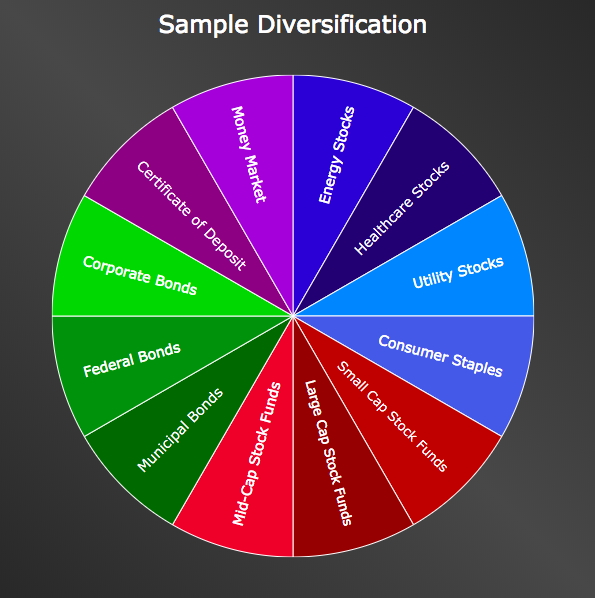 Sample Diversification
Energy Stocks
Healthcare Stocks
Utility Stocks
Consumer Staples
Small Cap Stock Funds
Large Cap Stock Funds
Mid-Cap Stock Funds
Municipal Bonds
Federal Bonds
Corporate Bonds
Certificate of Deposit
Money Market